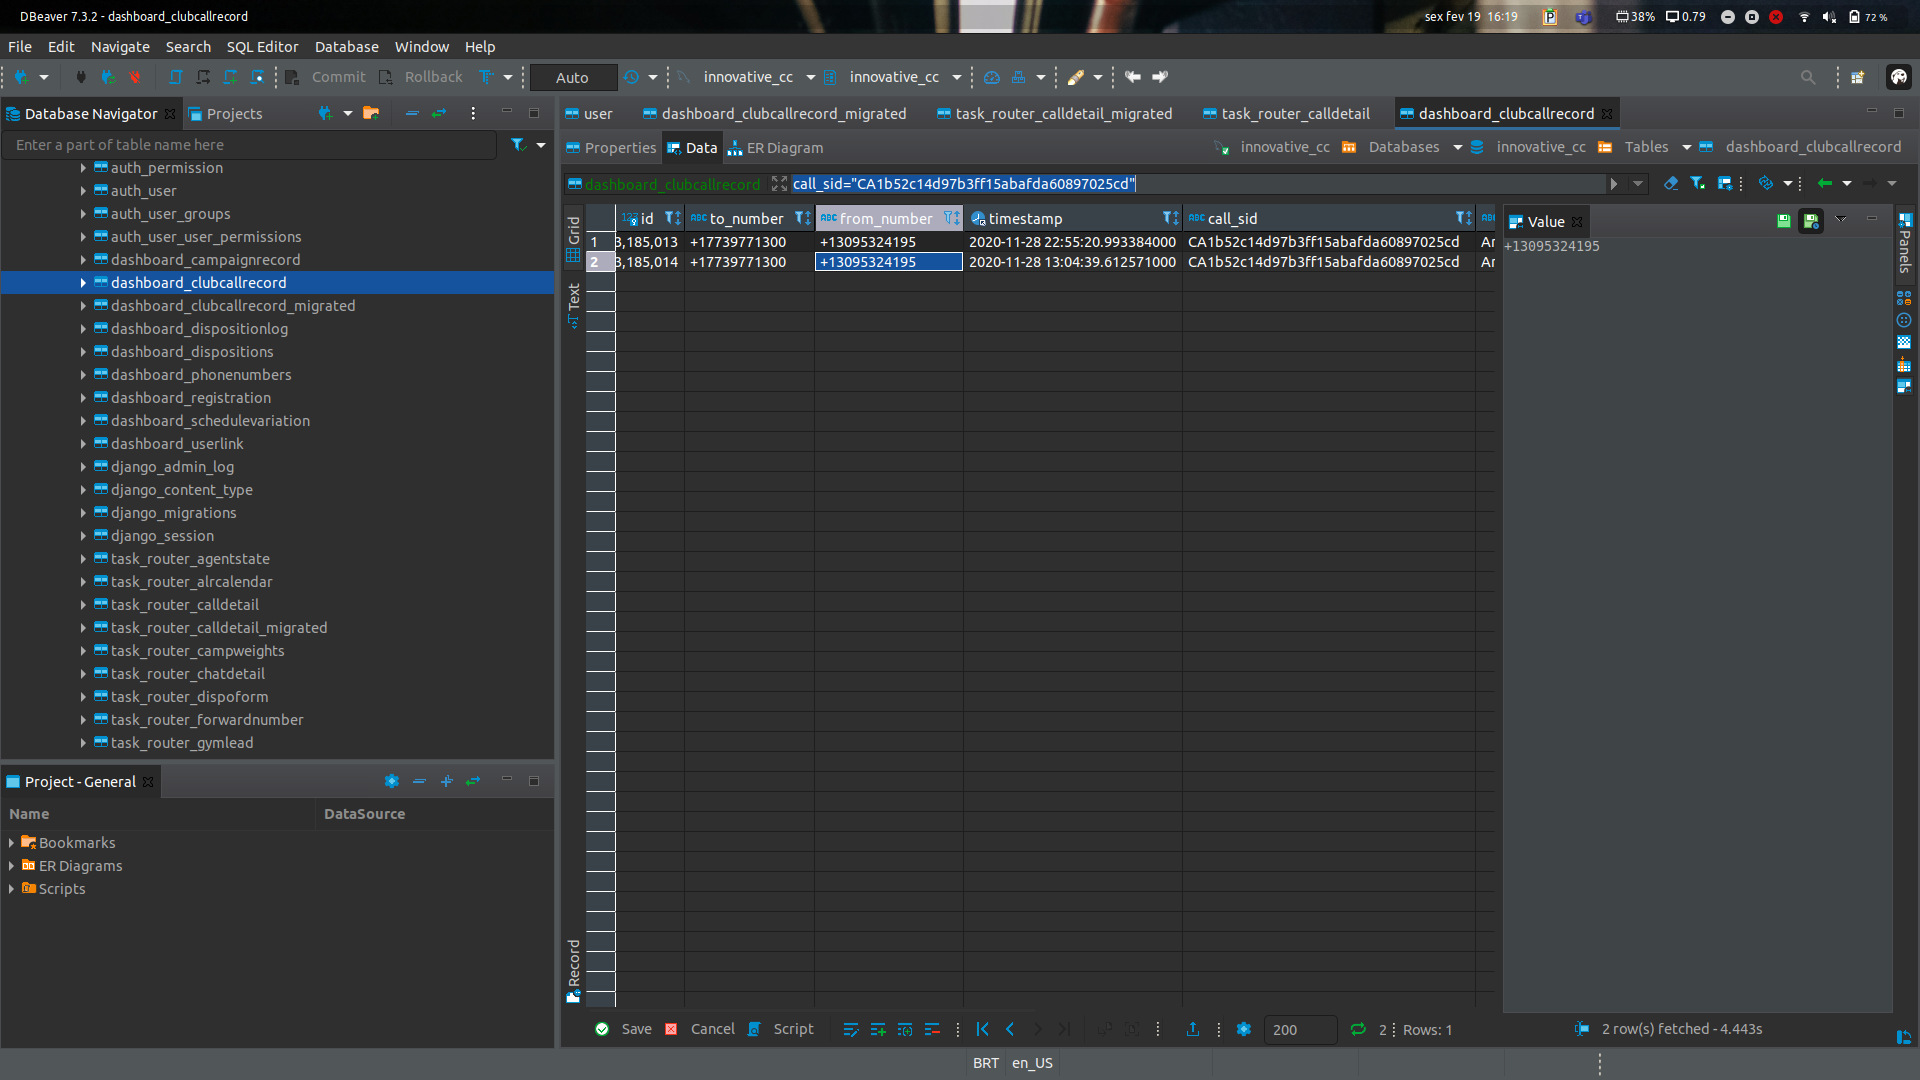 DBeaver 7.3.2 - dashboard_clubcallrecord
sex fev 19 16:19
38% 0.79
72 %
File Edit Navigate Search SQL Editor Database Window Help
Commit Rollback Auto innovative_cc innovative_cc
Database Navigator Projects
Enter a part of table name here
auth_permission
auth_user
auth_user_groups
auth_user_user_permissions
dashboard_campaignrecord
dashboard_clubcallrecord
dashboard_clubcallrecord_migrated
dashboard_dispositionlog
dashboard_dispositions
dashboard_phonenumbers
dashboard_registration
dashboard_schedulevariation
dashboard_userlink
django_admin_log
django_content_type
django_migrations
django_session
task_router_agentstate
task_router_alrcalendar
task_router_calldetail
task_router_calldetail_migrated
task_router_campweights
task_router_chatdetail
task_router_dispoform
task_router_forwardnumber
task_router_gymlead
Project - General
Name DataSource
Bookmarks
ER Diagrams
Scripts
user dashboard_clubcallrecord_migrated task_router_calldetail_migrated task_router_calldetail dashboard_clubcallrecord
Properties Data ER Diagram innovative_cc Databases innovative_cc Tables dashboard_clubcallrecord
dashboard_clubcallrecord call_sid="CA1b52c14d97b3ff15abafda60897025cd"
Grid
Text
Record
123 id ABC to_number ABC from_number timestamp ABC call_sid ABC
1 3,185,013 +17739771300 +13095324195 2020-11-28 22:55:20.993384000 CA1b52c14d97b3ff15abafda60897025cd Ar
2 3,185,014 +17739771300 +13095324195 2020-11-28 13:04:39.612571000 CA1b52c14d97b3ff15abafda60897025cd Ar
Value
+13095324195
Panels
Save Cancel Script 200 2 Rows: 1 2 row(s) fetched - 4.443s
BRT en_US